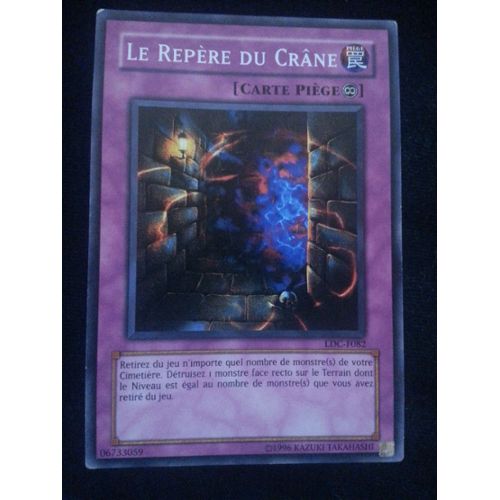 LE REPÈRE DU CRÂNE
PIÈGE
罠
[CARTE PIÈGE∞]
LDC-F082
Retirez du jeu n'importe quel nombre de monstre(s) de votre
Cimetière. Détruisez 1 monstre face recto sur le Terrain dont
le Niveau est égal au nombre de monstre(s) que vous avez
retiré du jeu.
06733059
©1996 KAZUKI TAKAHASHI